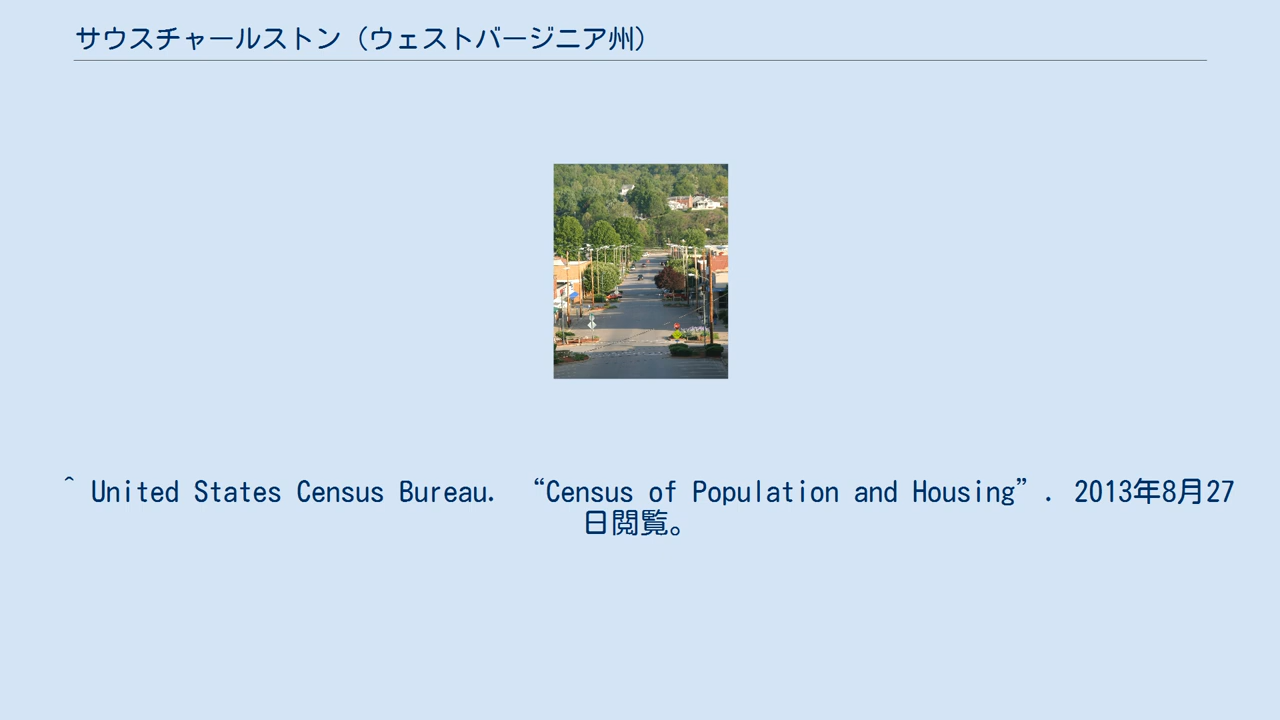 サウスチャールストン（ウェストバージニア州）
^ United States Census Bureau. “Census of Population and Housing”. 2013年8月27
日閲覧。